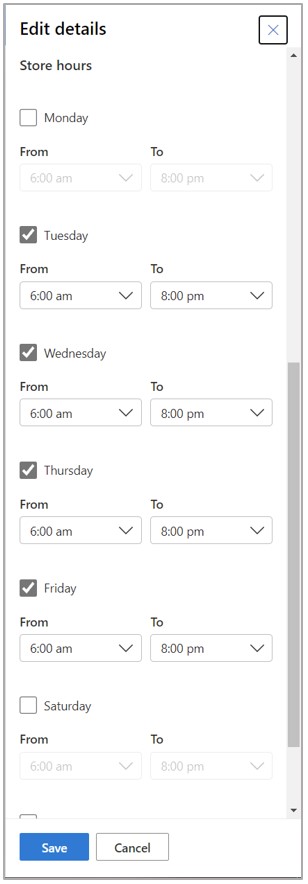 Edit details
Store hours
Monday
From To
6:00 am 8:00 pm
Tuesday
From To
6:00 am 8:00 pm
Wednesday
From To
6:00 am 8:00 pm
Thursday
From To
6:00 am 8:00 pm
Friday
From To
6:00 am 8:00 pm
Saturday
From To
6:00 am 8:00 pm
Save Cancel